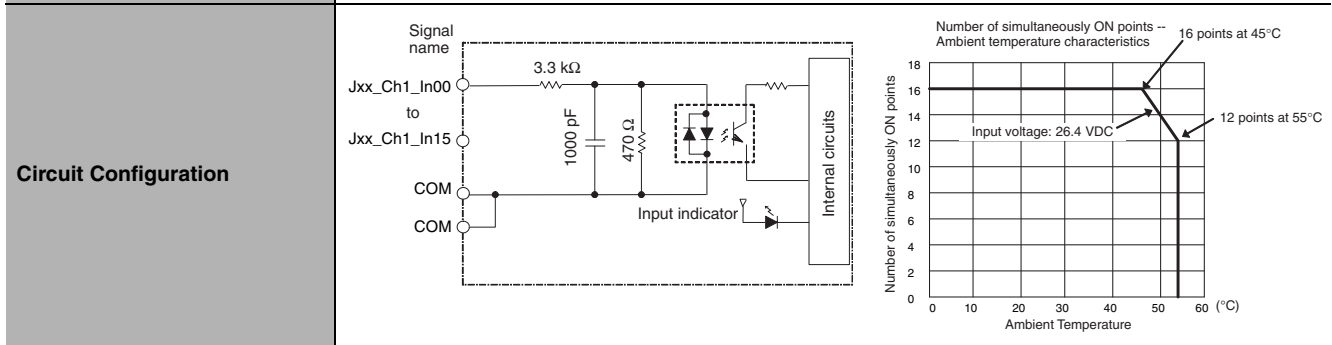 Circuit Configuration
Signal
name
Jxx_Ch1_In00
to
Jxx_Ch1_In15
COM
COM
3.3 kΩ
1000 pF
470 Ω
Input indicator
Internal circuits
Number of simultaneously ON points --
Ambient temperature characteristics
16 points at 45°C
12 points at 55°C
Input voltage: 26.4 VDC
Number of simultaneously ON points
18
16
14
12
10
8
6
4
2
0
0 10 20 30 40 50 60 (°C)
Ambient Temperature